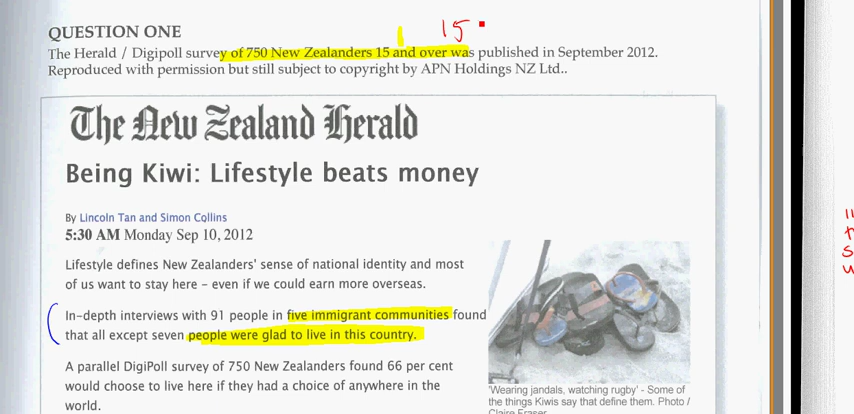 QUESTION ONE
15
The Herald / Digipoll survey of 750 New Zealanders 15 and over was published in September 2012.
Reproduced with permission but still subject to copyright by APN Holdings NZ Ltd..
The New Zealand Herald
Being Kiwi: Lifestyle beats money
By Lincoln Tan and Simon Collins
5:30 AM Monday Sep 10, 2012
Lifestyle defines New Zealanders' sense of national identity and most
of us want to stay here – even if we could earn more overseas.
In-depth interviews with 91 people in five immigrant communities found
that all except seven people were glad to live in this country.
A parallel DigiPoll survey of 750 New Zealanders found 66 per cent
would choose to live here if they had a choice of anywhere in the
world.
'Wearing jandals, watching rugby' - Some of
the things Kiwis say that define them. Photo /
Claire Fraser